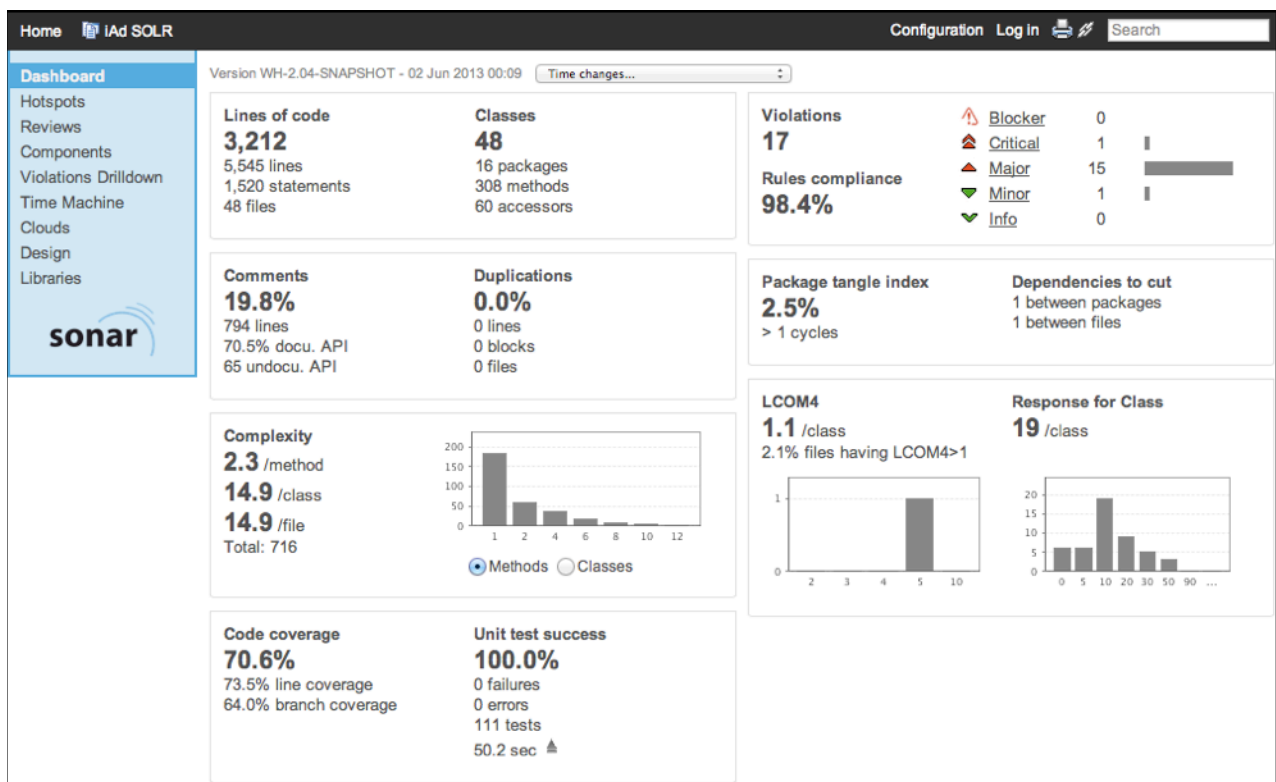 Home iAd SOLR Configuration Log in Search
Dashboard
Hotspots
Reviews
Components
Violations Drilldown
Time Machine
Clouds
Design
Libraries
sonar
Version WH-2.04-SNAPSHOT - 02 Jun 2013 00:09 Time changes...
Lines of code
3,212
5,545 lines
1,520 statements
48 files
Classes
48
16 packages
308 methods
60 accessors
Comments
19.8%
794 lines
70.5% docu. API
65 undocu. API
Duplications
0.0%
0 lines
0 blocks
0 files
Complexity
2.3 /method
14.9 /class
14.9 /file
Total: 716
200
150
100
50
0
1 2 4 6 8 10 12
Methods Classes
Code coverage
70.6%
73.5% line coverage
64.0% branch coverage
Unit test success
100.0%
0 failures
0 errors
111 tests
50.2 sec
Violations
17
Rules compliance
98.4%
Blocker 0
Critical 1
Major 15
Minor 1
Info 0
Package tangle index
2.5%
> 1 cycles
Dependencies to cut
1 between packages
1 between files
LCOM4
1.1 /class
2.1% files having LCOM4>1
1
0
2 3 4 5 10
Response for Class
19 /class
20
15
10
5
0
0 5 10 20 30 50 90 ...